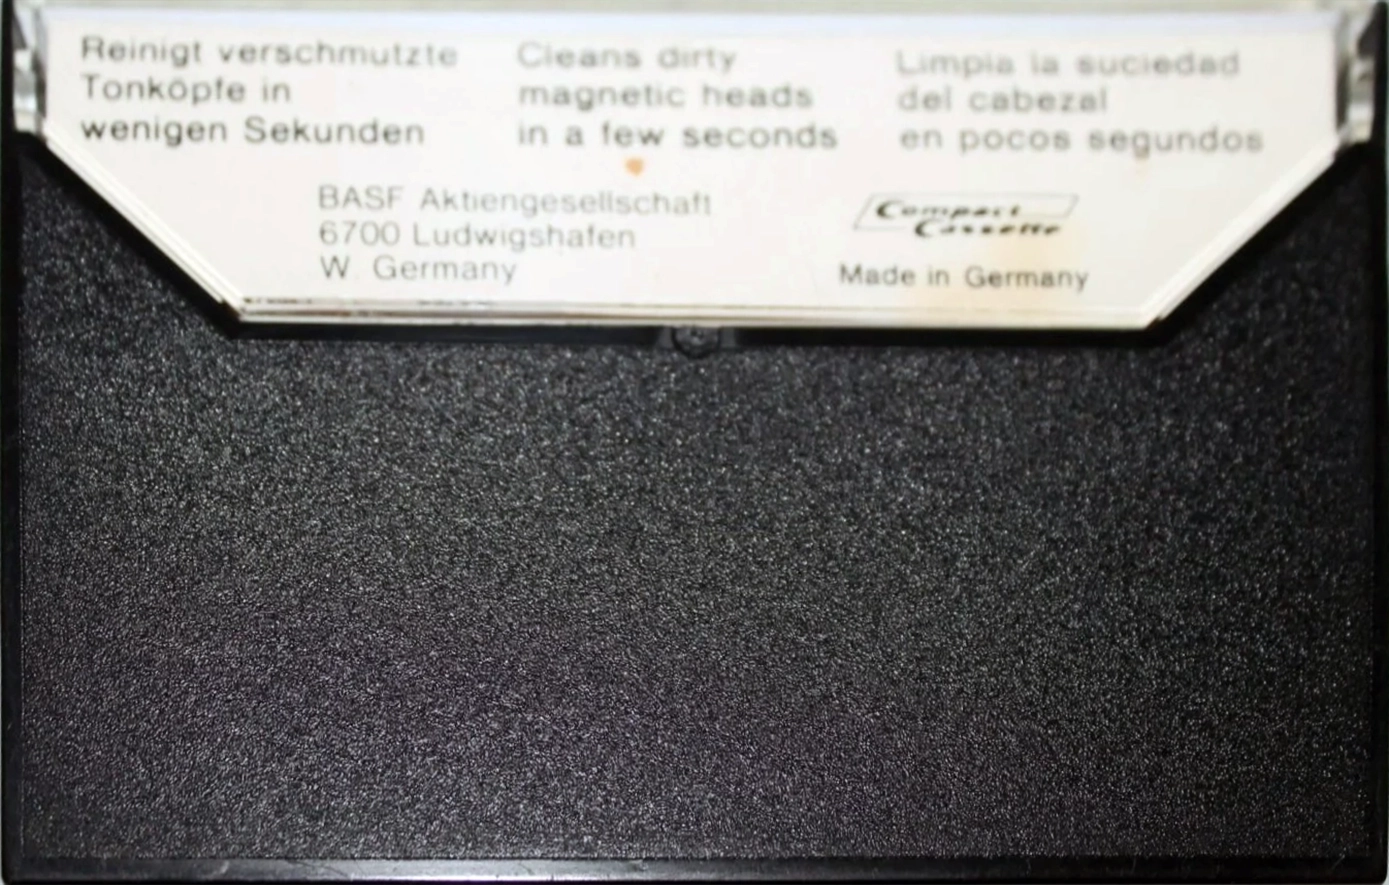 Reinigt verschmutzte
Tonköpfe in
wenigen Sekunden
Cleans dirty
magnetic heads
in a few seconds
Limpia la suciedad
del cabezal
en pocos segundos
BASF Aktiengesellschaft
6700 Ludwigshafen
W. Germany
Compact
Cassette
Made in Germany